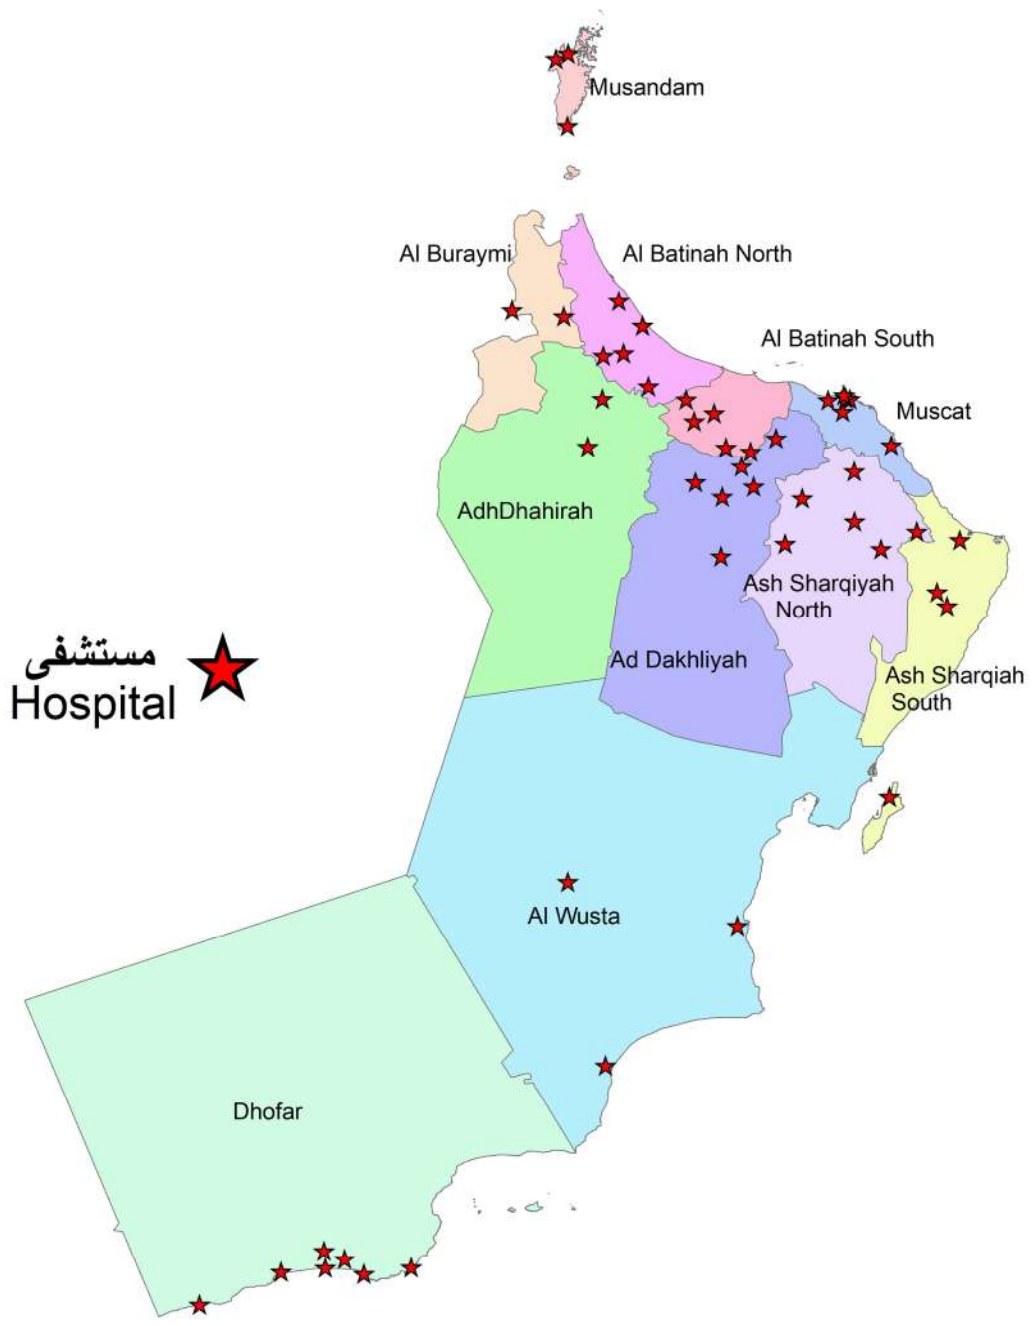 Musandam
Al Buraymi
Al Batinah North
Al Batinah South
Muscat
AdhDhahirah
Ash Sharqiyah
North
Ad Dakhliyah
Ash Sharqiah
South
مستشفى
Hospital
Al Wusta
Dhofar